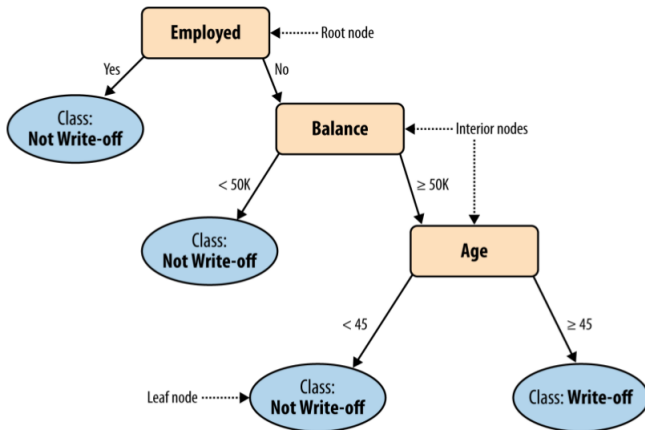 Employed
Root node
Yes
No
Class:
Not Write-off
Balance
Interior nodes
< 50K
≥ 50K
Class:
Not Write-off
Age
< 45
≥ 45
Leaf node
Class:
Not Write-off
Class: Write-off